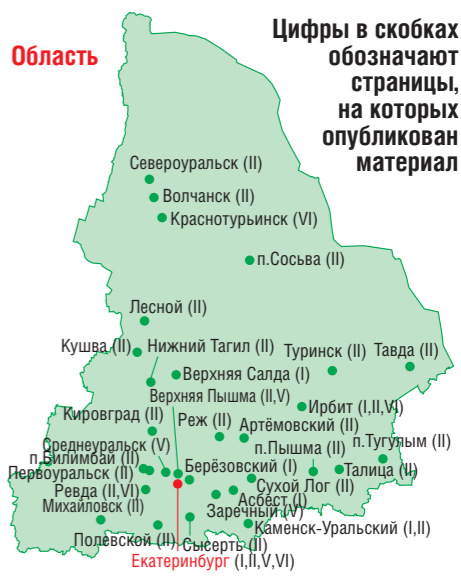 Область
Цифры в скобках
обозначают
страницы,
на которых
опубликован
материал
Североуральск (II)
Волчанск (II)
Краснотурьинск (VI)
п.Сосьва (II)
Лесной (II)
Кушва (II)
Нижний Тагил (II)
Туринск (II)
Тавда (II)
Верхняя Салда (I)
Верхняя Пышма (II,V)
Ирбит (I,II,VI)
Кировград (II)
Реж (II)
Артёмовский (II)
Среднеуральск (V)
п.Пышма (II)
п.Тугулым (II)
п.Билимбай (II)
Первоуральск (II)
Берёзовский (I)
Талица (II)
Ревда (II,VI)
Сухой Лог (II)
Асбест (I)
Михайловск (II)
Заречный (V)
Каменск-Уральский (I,II)
Полевской (II)
Сысерть (II)
Екатеринбург (I,II,V,VI)